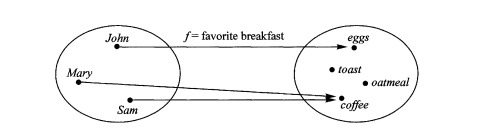 John
f = favorite breakfast
eggs
toast
Mary
oatmeal
coffee
Sam